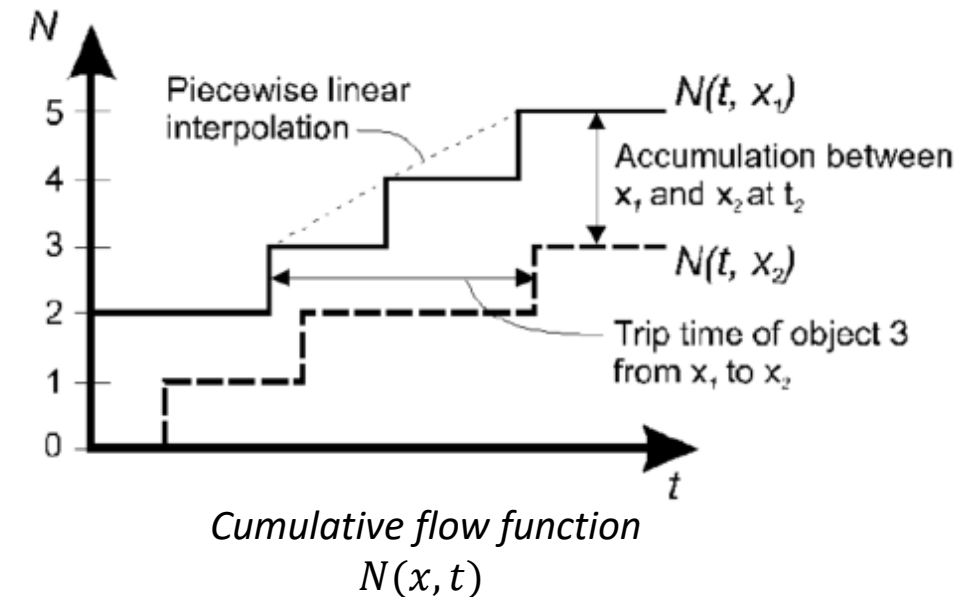 N
5
4
3
2
1
0
Piecewise linear
interpolation
N(t, x₁)
Accumulation between
x₁ and x₂ at t₂
N(t, x₂)
Trip time of object 3
from x₁ to x₂
t
Cumulative flow function
N(x, t)